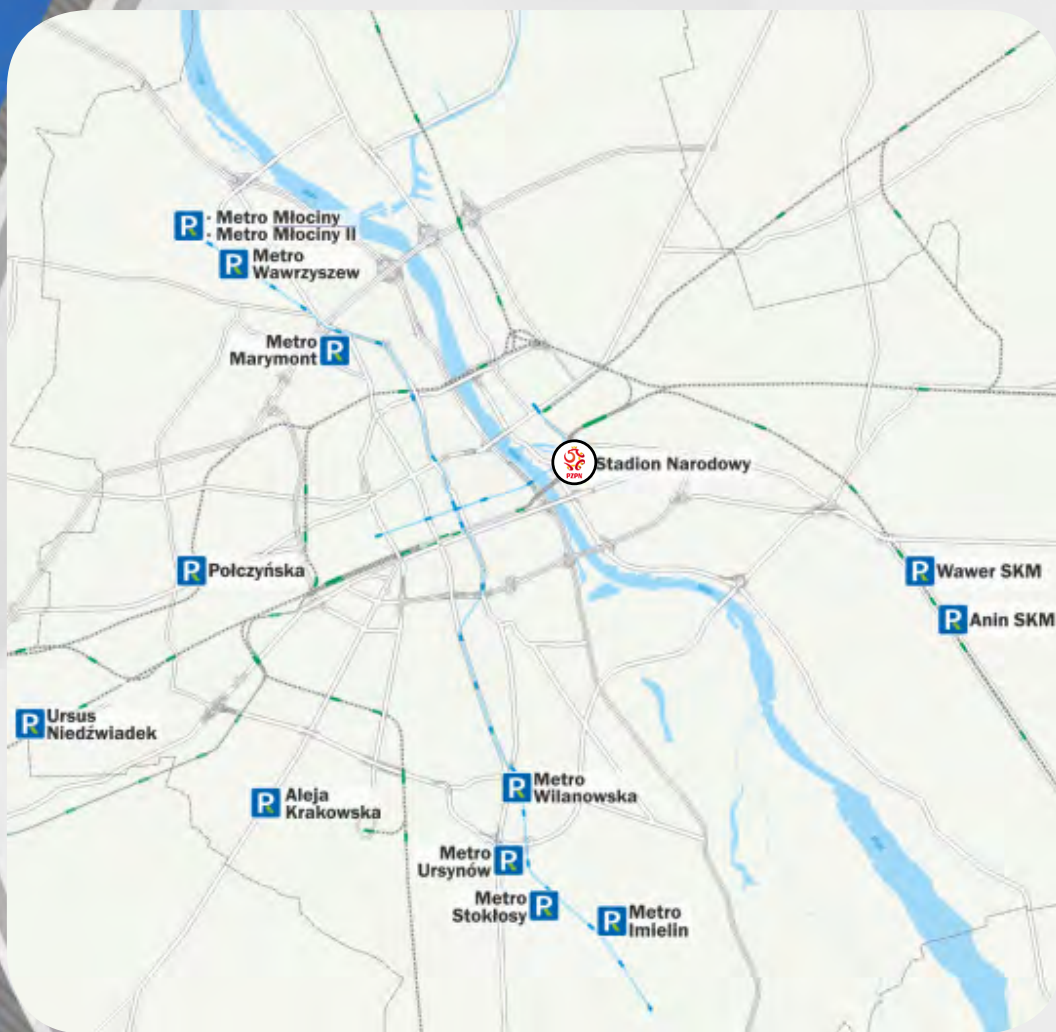 R
- Metro Młociny
- Metro Młociny II
R
Metro
Wawrzyszew
Metro
Marymont
R
PZPN
Stadion Narodowy
R
Połczyńska
R
Wawer SKM
R
Anin SKM
R
Ursus
Niedźwiadek
R
Aleja
Krakowska
R
Metro
Wilanowska
Metro
Ursynów
R
Metro
Stokłosy
R
R
Metro
Imielin